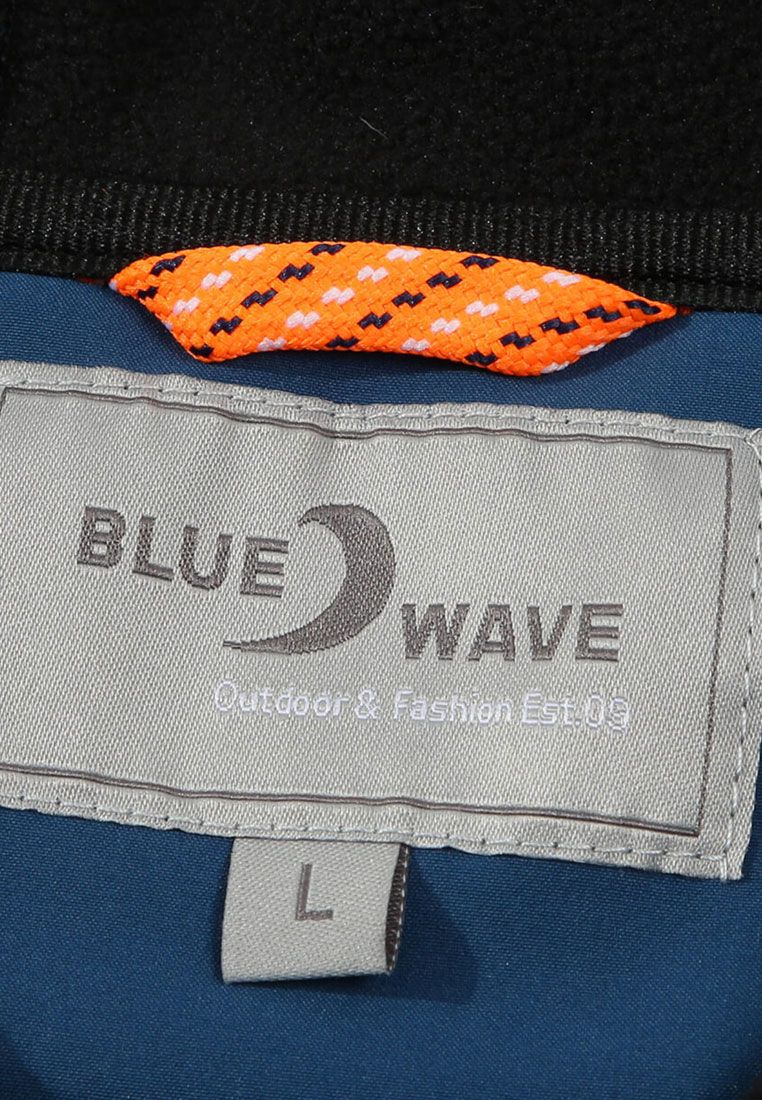 BLUE
WAVE
Outdoor & Fashion Est.09
L